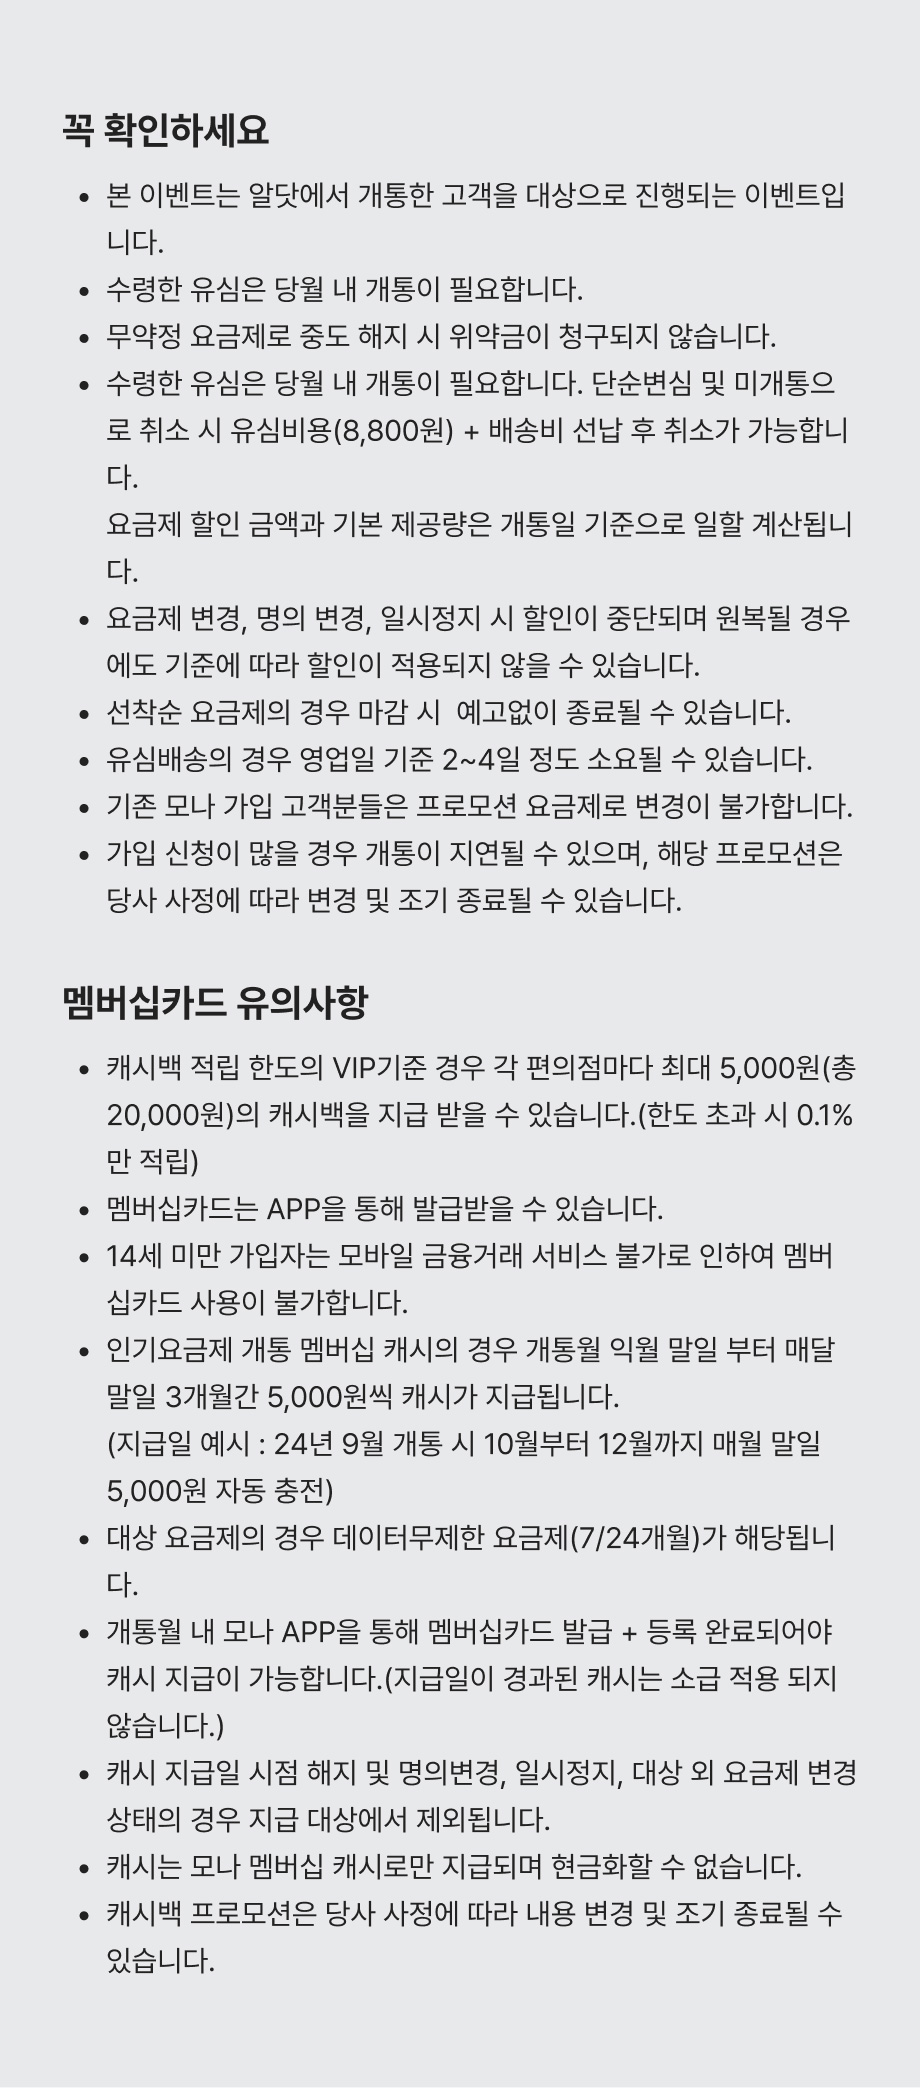 꼭 확인하세요
• 본 이벤트는 알닷에서 개통한 고객을 대상으로 진행되는 이벤트입
니다.
• 수령한 유심은 당월 내 개통이 필요합니다.
• 무약정 요금제로 중도 해지 시 위약금이 청구되지 않습니다.
• 수령한 유심은 당월 내 개통이 필요합니다. 단순변심 및 미개통으
로 취소 시 유심비용(8,800원) + 배송비 선납 후 취소가 가능합니
다.
요금제 할인 금액과 기본 제공량은 개통일 기준으로 일할 계산됩니
다.
• 요금제 변경, 명의 변경, 일시정지 시 할인이 중단되며 원복될 경우
에도 기준에 따라 할인이 적용되지 않을 수 있습니다.
• 선착순 요금제의 경우 마감 시  예고없이 종료될 수 있습니다.
• 유심배송의 경우 영업일 기준 2~4일 정도 소요될 수 있습니다.
• 기존 모나 가입 고객분들은 프로모션 요금제로 변경이 불가합니다.
• 가입 신청이 많을 경우 개통이 지연될 수 있으며, 해당 프로모션은
당사 사정에 따라 변경 및 조기 종료될 수 있습니다.
멤버십카드 유의사항
• 캐시백 적립 한도의 VIP기준 경우 각 편의점마다 최대 5,000원(총
20,000원)의 캐시백을 지급 받을 수 있습니다.(한도 초과 시 0.1%
만 적립)
• 멤버십카드는 APP을 통해 발급받을 수 있습니다.
• 14세 미만 가입자는 모바일 금융거래 서비스 불가로 인하여 멤버
십카드 사용이 불가합니다.
• 인기요금제 개통 멤버십 캐시의 경우 개통월 익월 말일 부터 매달
말일 3개월간 5,000원씩 캐시가 지급됩니다.
(지급일 예시 : 24년 9월 개통 시 10월부터 12월까지 매월 말일
5,000원 자동 충전)
• 대상 요금제의 경우 데이터무제한 요금제(7/24개월)가 해당됩니
다.
• 개통월 내 모나 APP을 통해 멤버십카드 발급 + 등록 완료되어야
캐시 지급이 가능합니다.(지급일이 경과된 캐시는 소급 적용 되지
않습니다.)
• 캐시 지급일 시점 해지 및 명의변경, 일시정지, 대상 외 요금제 변경
상태의 경우 지급 대상에서 제외됩니다.
• 캐시는 모나 멤버십 캐시로만 지급되며 현금화할 수 없습니다.
• 캐시백 프로모션은 당사 사정에 따라 내용 변경 및 조기 종료될 수
있습니다.